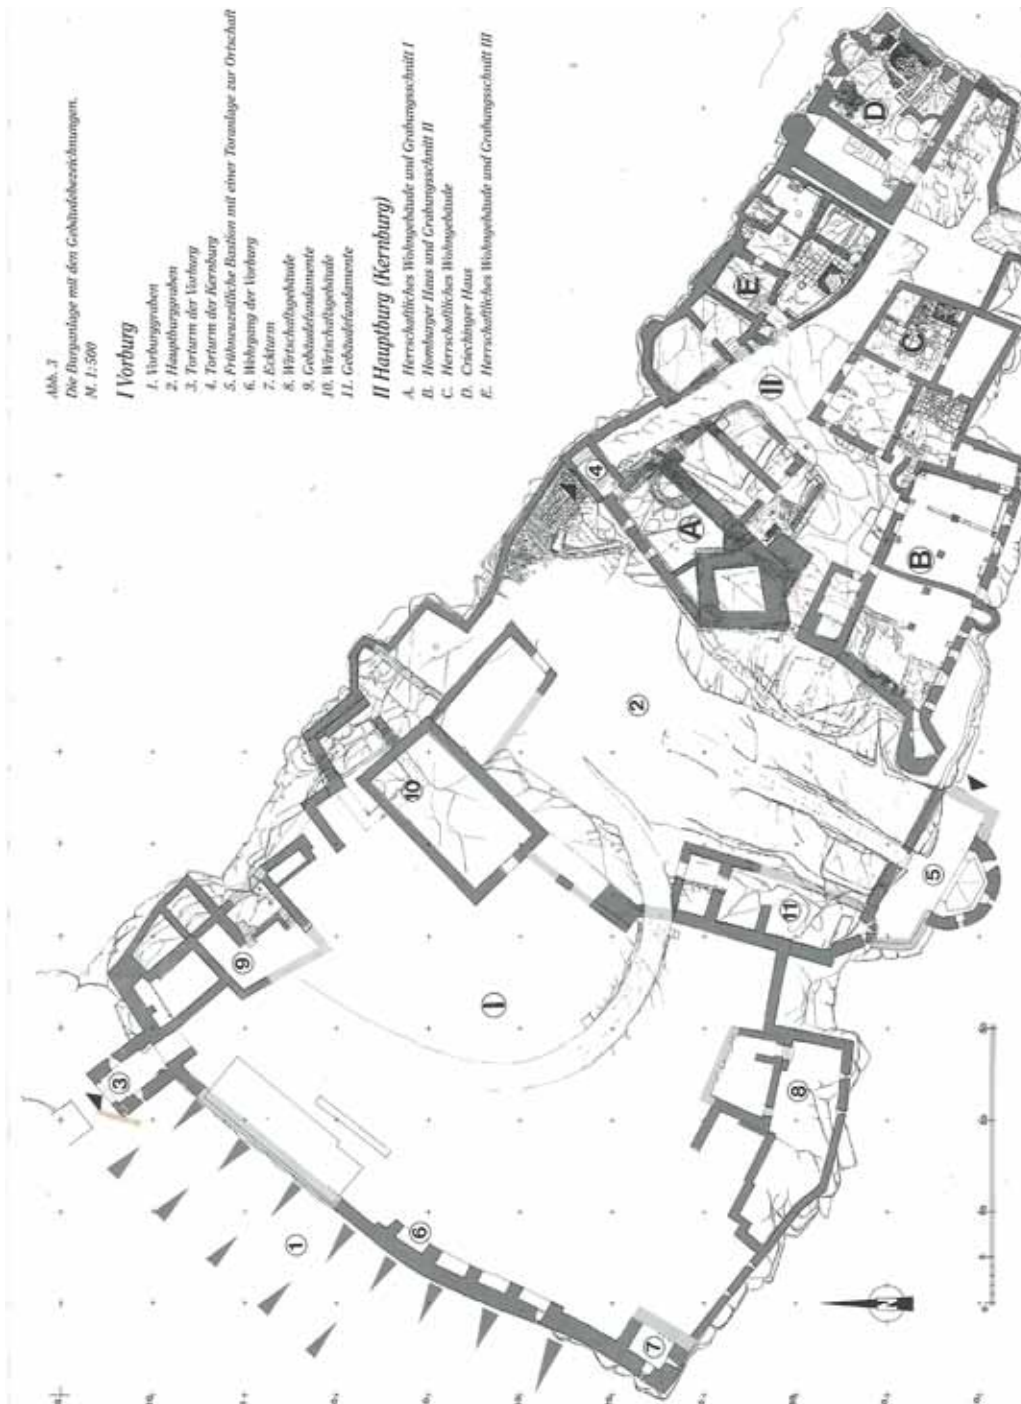 Abb. 3
Die Burganlage mit den Gebäudebezeichnungen.
M. 1:500
I Vorburg
1. Vorburggraben
2. Hauptburggraben
3. Torturm der Vorburg
4. Torturm der Kernburg
5. Frühneuzeitliche Bastion mit einer Toranlage zur Ortschaft
6. Wehrgang der Vorburg
7. Eckturm
8. Wirtschaftsgebäude
9. Gebäudefundamente
10. Wirtschaftsgebäude
11. Gebäudefundamente
II Hauptburg (Kernburg)
A. Herrschaftliches Wohngebäude und Grabungsschnitt I
B. Homburger Haus und Grabungsschnitt II
C. Herrschaftliches Wohngebäude
D. Criechinger Haus
E. Herrschaftliches Wohngebäude und Grabungsschnitt III
D
E
C
II
4
A
B
2
10
5
11
9
I
3
8
6
1
7
N